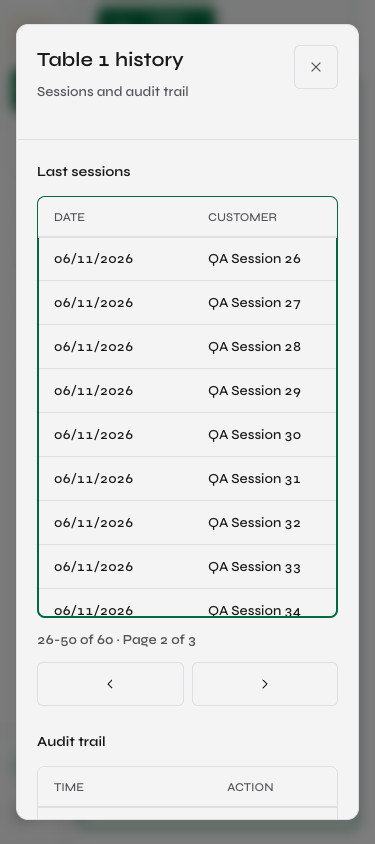 Table 1 history
Sessions and audit trail
Last sessions
DATE CUSTOMER
06/11/2026 QA Session 26
06/11/2026 QA Session 27
06/11/2026 QA Session 28
06/11/2026 QA Session 29
06/11/2026 QA Session 30
06/11/2026 QA Session 31
06/11/2026 QA Session 32
06/11/2026 QA Session 33
06/11/2026 QA Session 34
26-50 of 60 · Page 2 of 3
Audit trail
TIME ACTION